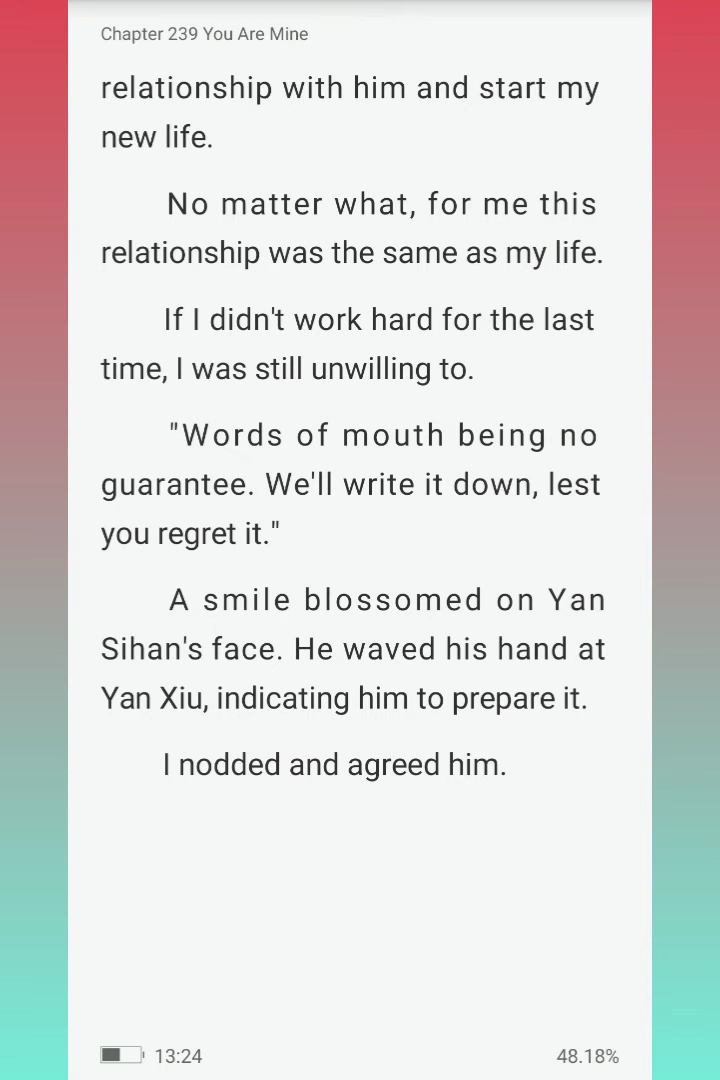 Chapter 239 You Are Mine
relationship with him and start my
new life.
No matter what, for me this
relationship was the same as my life.
If I didn't work hard for the last
time, I was still unwilling to.
"Words of mouth being no
guarantee. We'll write it down, lest
you regret it."
A smile blossomed on Yan
Sihan's face. He waved his hand at
Yan Xiu, indicating him to prepare it.
I nodded and agreed him.
13:24
48.18%